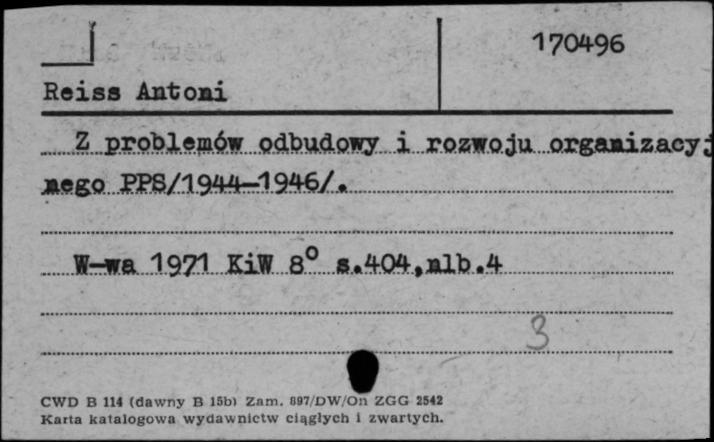 170496
Reiss Antoni
Z problemów odbudowy i rozwoju organizacyj
nego PPS/1944-1946/.
W-wa 1971 KiW 8° s.404,nlb.4
3
CWD B 114 (dawny B 15b) Zam. 897/DW/On ZGG 2542
Karta katalogowa wydawnictw ciągłych i zwartych.